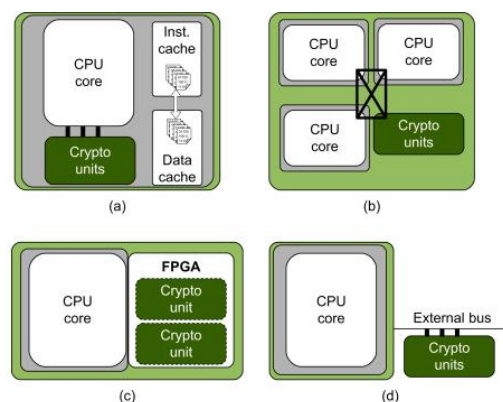 CPU
core
Inst.
cache
Crypto
units
Data
cache
(a)
CPU
core
CPU
core
CPU
core
Crypto
units
(b)
CPU
core
FPGA
Crypto
unit
Crypto
unit
(c)
CPU
core
External bus
Crypto
units
(d)